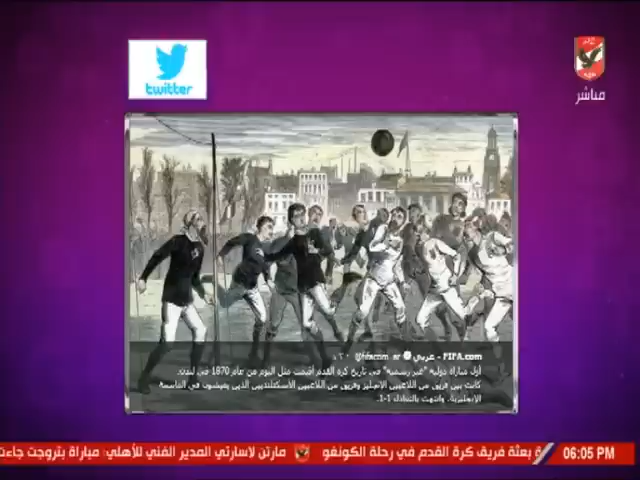 twitter
مباشر
FIFA.com - عربي @fifacom_ar
أول مباراة دولية "غير رسمية" في تاريخ كرة القدم أقيمت مثل اليوم من عام 1870 في لندن.
كانت بين فريق من اللاعبين الإنجليز وفريق من اللاعبين الأسكتلنديين الذين يعيشون في العاصمة
الإنجليزية. وانتهت بالتعادل 1-1.
ة بعثة فريق كرة القدم في رحلة الكونغو مارتن لاسارتي المدير الفني للأهلي: مباراة بتروجت جاءت
06:05 PM